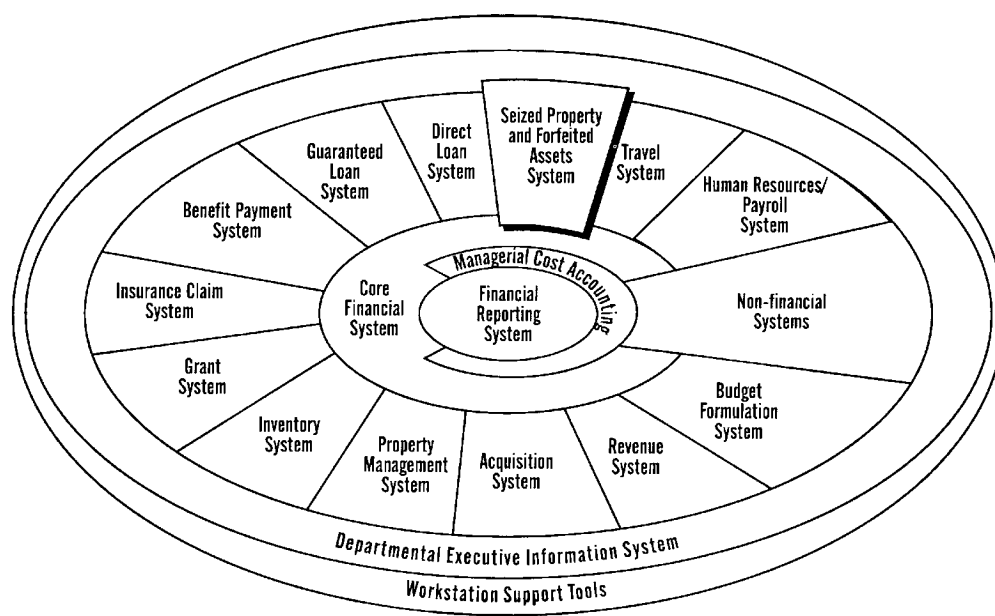 Seized Property
and Forfeited
Assets
System
Direct
Loan
System
Travel
System
Guaranteed
Loan
System
Human Resources/
Payroll
System
Benefit Payment
System
Managerial Cost Accounting
Insurance Claim
System
Core
Financial
System
Financial
Reporting
System
Non-financial
Systems
Grant
System
Budget
Formulation
System
Inventory
System
Property
Management
System
Acquisition
System
Revenue
System
Departmental Executive Information System
Workstation Support Tools